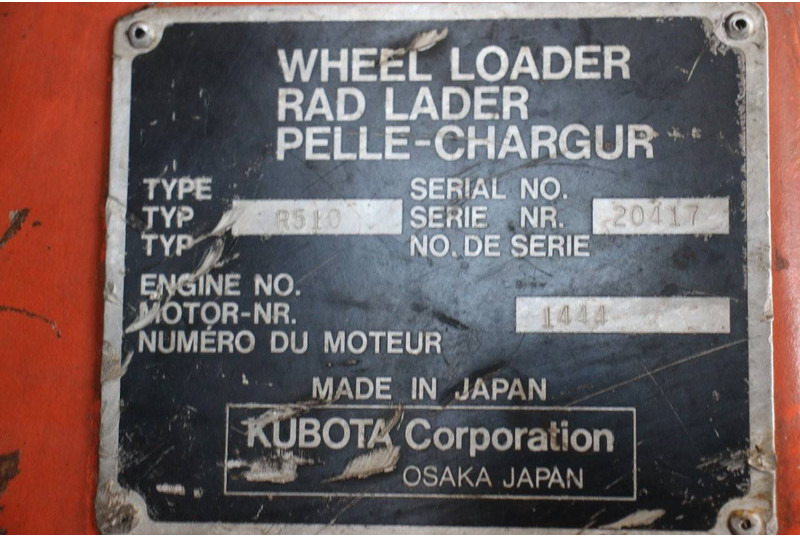 WHEEL LOADER
RAD LADER
PELLE-CHARGUR
TYPE SERIAL NO.
TYP R510 SERIE NR. 20417
TYP NO. DE SERIE
ENGINE NO.
MOTOR-NR. 1444
NUMÉRO DU MOTEUR
MADE IN JAPAN
KUBOTA Corporation
OSAKA JAPAN